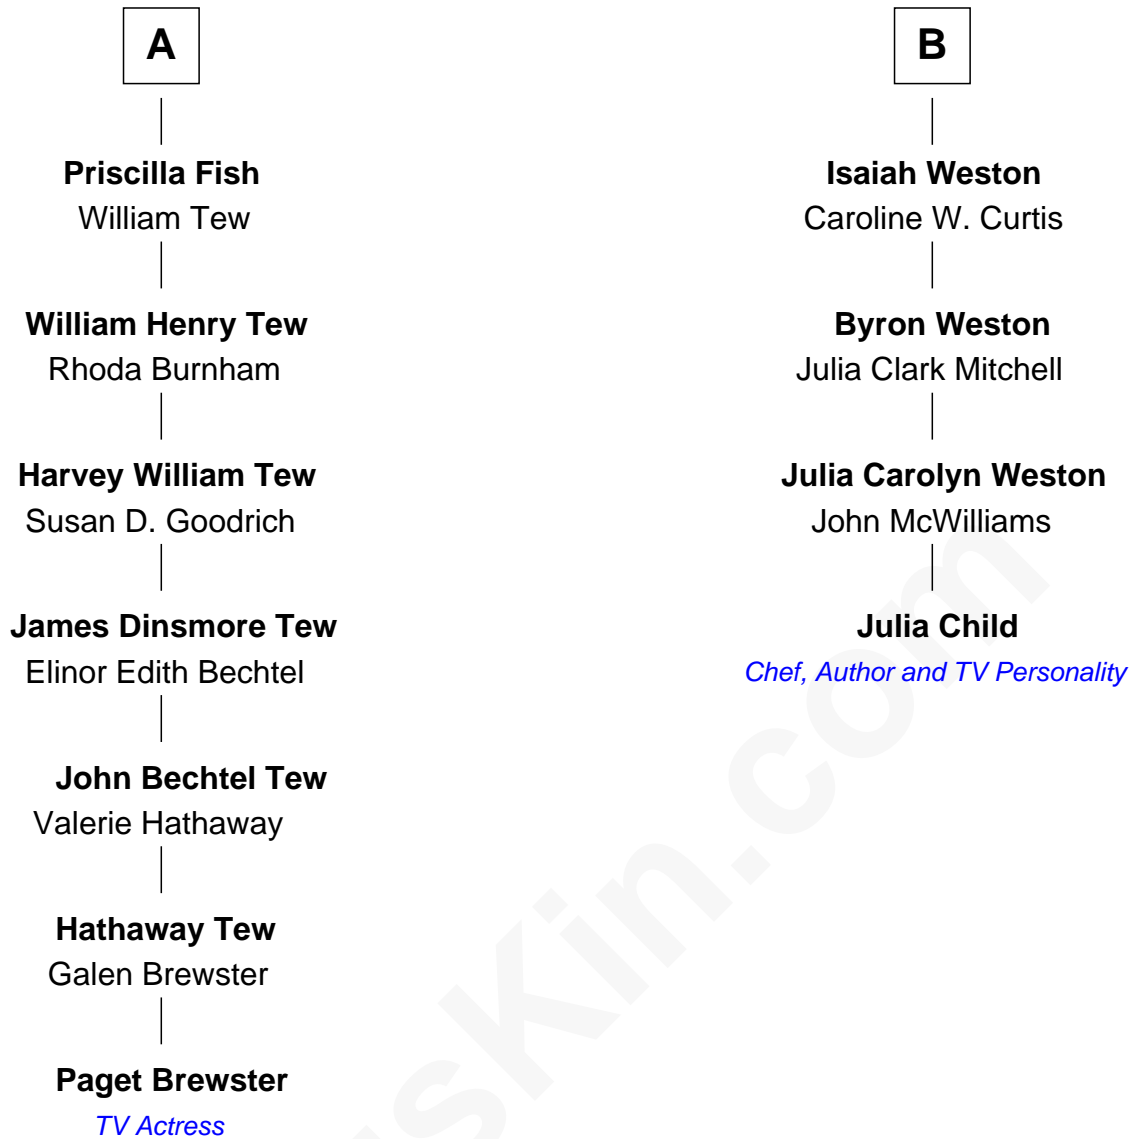 A
Priscilla Fish
William Tew
William Henry Tew
Rhoda Burnham
Harvey William Tew
Susan D. Goodrich
James Dinsmore Tew
Elinor Edith Bechtel
John Bechtel Tew
Valerie Hathaway
Hathaway Tew
Galen Brewster
Paget Brewster
TV Actress
B
Isaiah Weston
Caroline W. Curtis
Byron Weston
Julia Clark Mitchell
Julia Carolyn Weston
John McWilliams
Julia Child
Chef, Author and TV Personality
usKin.com